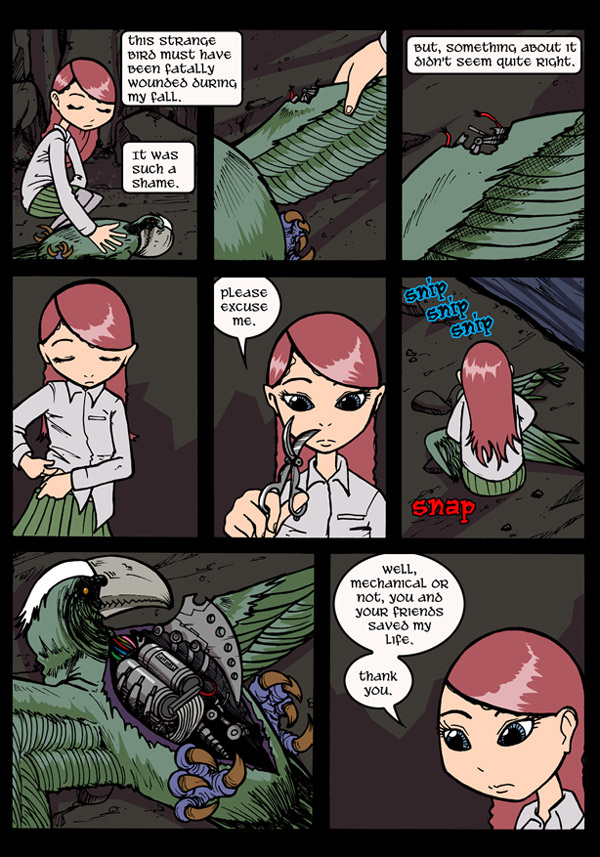 this strange
bird must have
been fatally
wounded during
my fall.
it was
such a
shame.
but, something about it
didn't seem quite right.
please
excuse
me.
snip
snip
snip
snap
well,
mechanical or
not, you and
your friends
saved my
life.
thank
you.